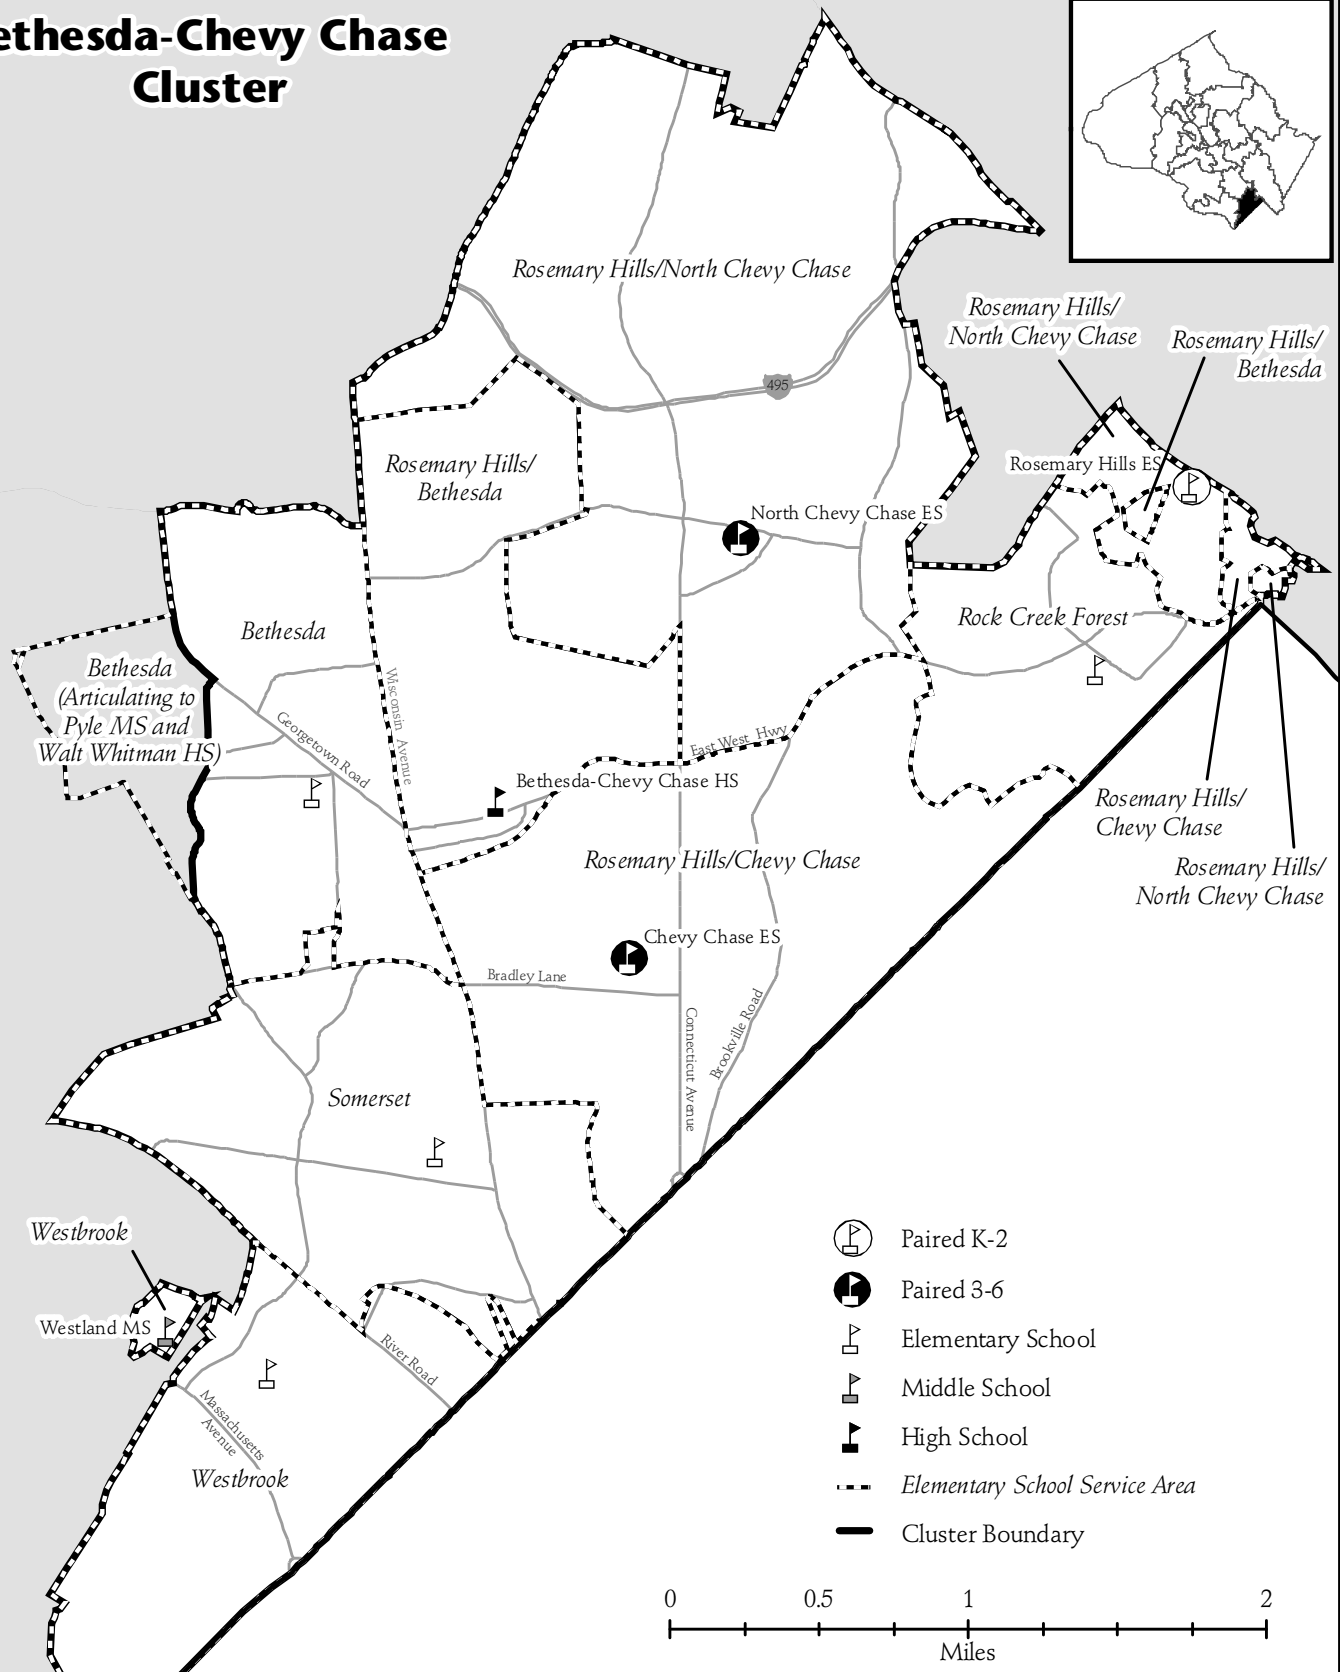 ethesda-Chevy Chase
Cluster
Rosemary Hills/North Chevy Chase
495
Rosemary Hills/
North Chevy Chase
Rosemary Hills/
Bethesda
Rosemary Hills/
Bethesda
Rosemary Hills ES
North Chevy Chase ES
Bethesda
Rock Creek Forest
Bethesda
(Articulating to
Pyle MS and
Walt Whitman HS)
Wisconsin Avenue
Georgetown Road
East West Hwy
Bethesda-Chevy Chase HS
Rosemary Hills/
Chevy Chase
Rosemary Hills/Chevy Chase
Rosemary Hills/
North Chevy Chase
Chevy Chase ES
Bradley Lane
Connecticut Avenue
Brookville Road
Somerset
Westbrook
Westland MS
River Road
Massachusetts
Avenue
Westbrook
Paired K-2
Paired 3-6
Elementary School
Middle School
High School
Elementary School Service Area
Cluster Boundary
0 0.5 1 2
Miles